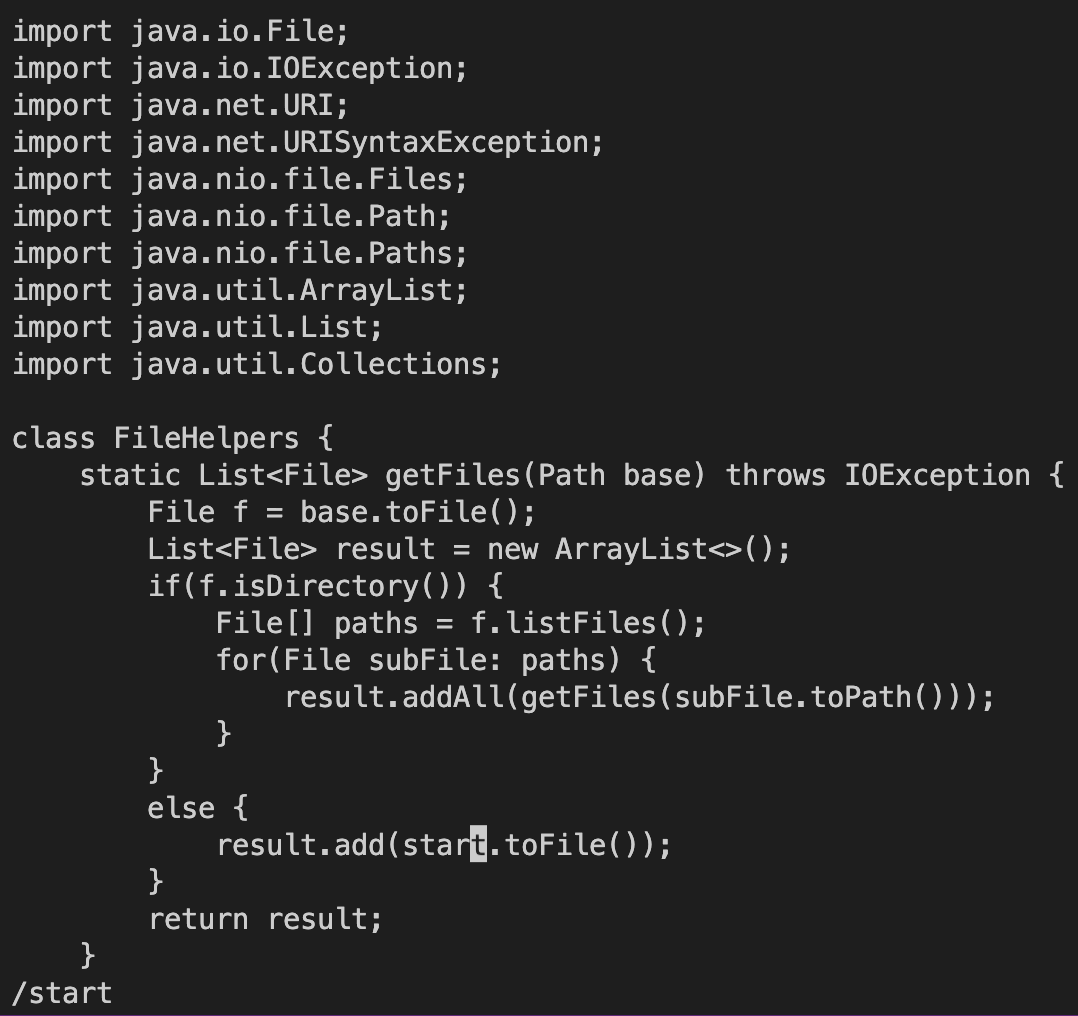 import java.io.File;
import java.io.IOException;
import java.net.URI;
import java.net.URISyntaxException;
import java.nio.file.Files;
import java.nio.file.Path;
import java.nio.file.Paths;
import java.util.ArrayList;
import java.util.List;
import java.util.Collections;

class FileHelpers {
    static List<File> getFiles(Path base) throws IOException {
        File f = base.toFile();
        List<File> result = new ArrayList<>();
        if(f.isDirectory()) {
            File[] paths = f.listFiles();
            for(File subFile: paths) {
                result.addAll(getFiles(subFile.toPath()));
            }
        }
        else {
            result.add(start.toFile());
        }
        return result;
    }
/start